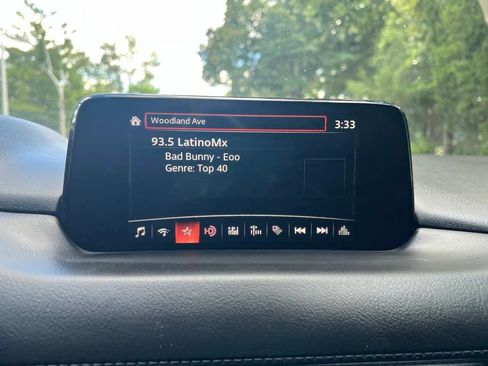 Woodland Ave
3:33
93.5 LatinoMx
Bad Bunny - Eoo
Genre: Top 40